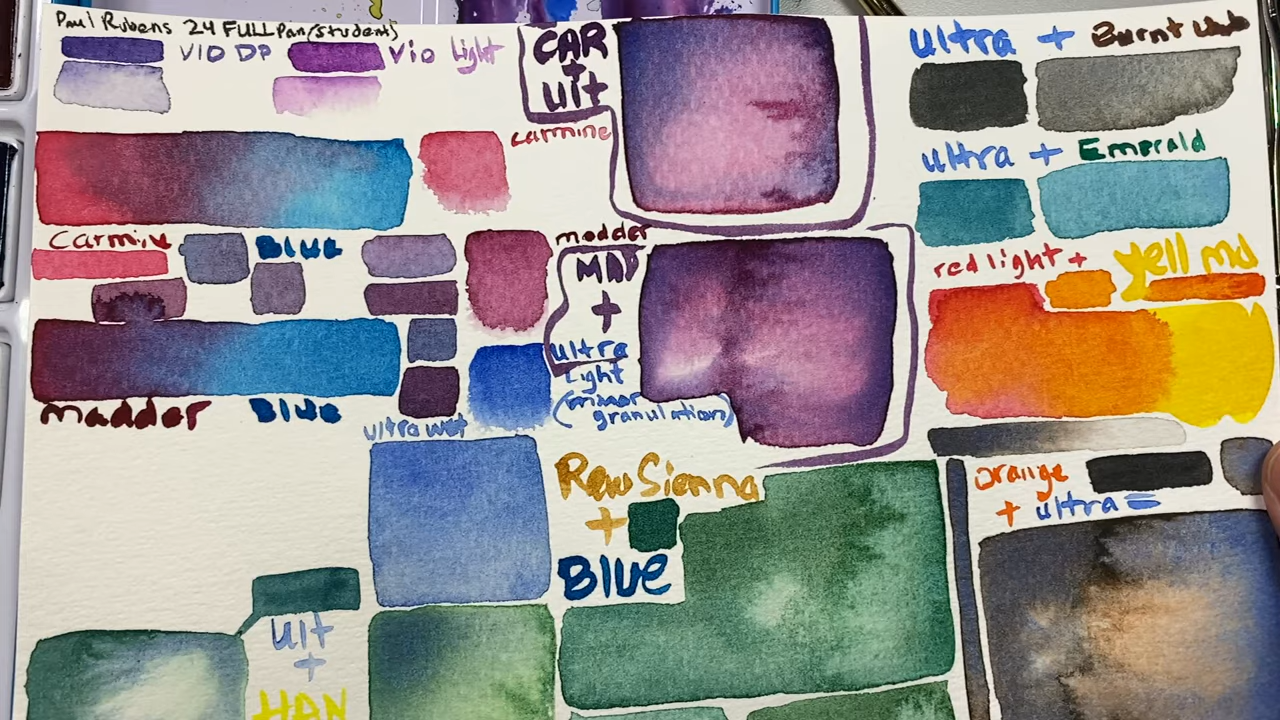 Paul Rubens 24 FULL Pan (student)
VIO DP
Vio Light
CAR
+
Ult
carmine
ultra + Burnt Umb
ultra + Emerald
Carmin
BLUE
madder
MAD
+
ultra
Light
(minor
granulation)
red light +
yell md
madder
BLUE
ultra wet
Raw Sienna
+
BLUE
orange
+ ultra =
Ult
+
HAN